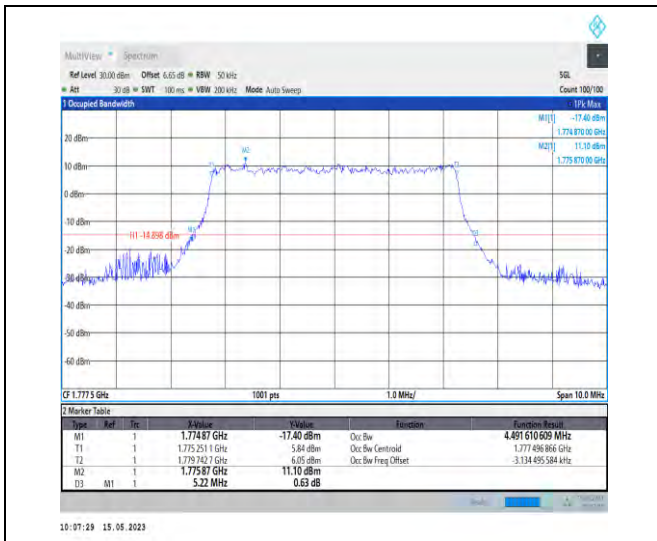 MultiView Spectrum
Ref Level 30.00 dBm Offset 6.65 dB RBW 50 kHz SGL
Att 30 dB SWT 100 ms VBW 200 kHz Mode Auto Sweep Count 100/100
1 Occupied Bandwidth 1Pk Max
M1[1] -17.40 dBm
1.774 870 00 GHz
M2[1] 11.10 dBm
1.775 870 00 GHz
20 dBm
M2
10 dBm
0 dBm
-10 dBm
H1 -14.898 dBm
-20 dBm
-30 dBm
-40 dBm
-50 dBm
-60 dBm
CF 1.777 5 GHz 1001 pts 1.0 MHz/ Span 10.0 MHz
2 Marker Table
Type Ref Trc X-Value Y-Value Function Function Result
M1 1 1.774 87 GHz -17.40 dBm Occ Bw 4.491 610 609 MHz
T1 1 1.775 251 1 GHz 5.84 dBm Occ Bw Centroid 1.777 496 866 GHz
T2 1 1.779 742 7 GHz 6.05 dBm Occ Bw Freq Offset -3.134 495 584 kHz
M2 1 1.775 87 GHz 11.10 dBm
D3 M1 1 5.22 MHz 0.63 dB
10:07:29 15.05.2023